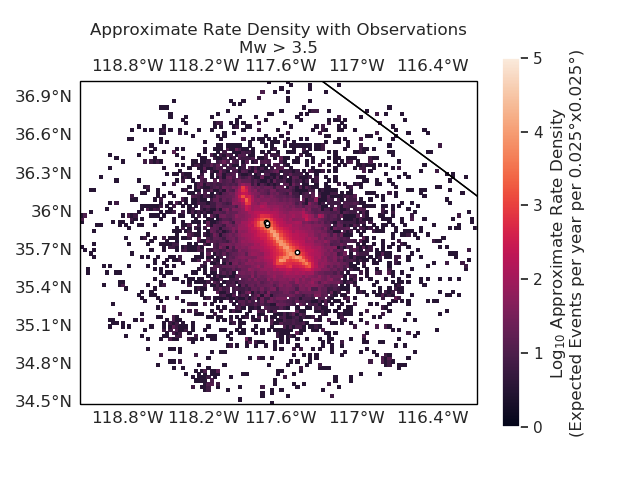 Approximate Rate Density with Observations
Mw > 3.5
118.8°W 118.2°W 117.6°W 117°W 116.4°W
36.9°N
36.6°N
36.3°N
36°N
35.7°N
35.4°N
35.1°N
34.8°N
34.5°N
118.8°W 118.2°W 117.6°W 117°W 116.4°W
5
4
3
2
1
0
Log₁₀ Approximate Rate Density
(Expected Events per year per 0.025°x0.025°)